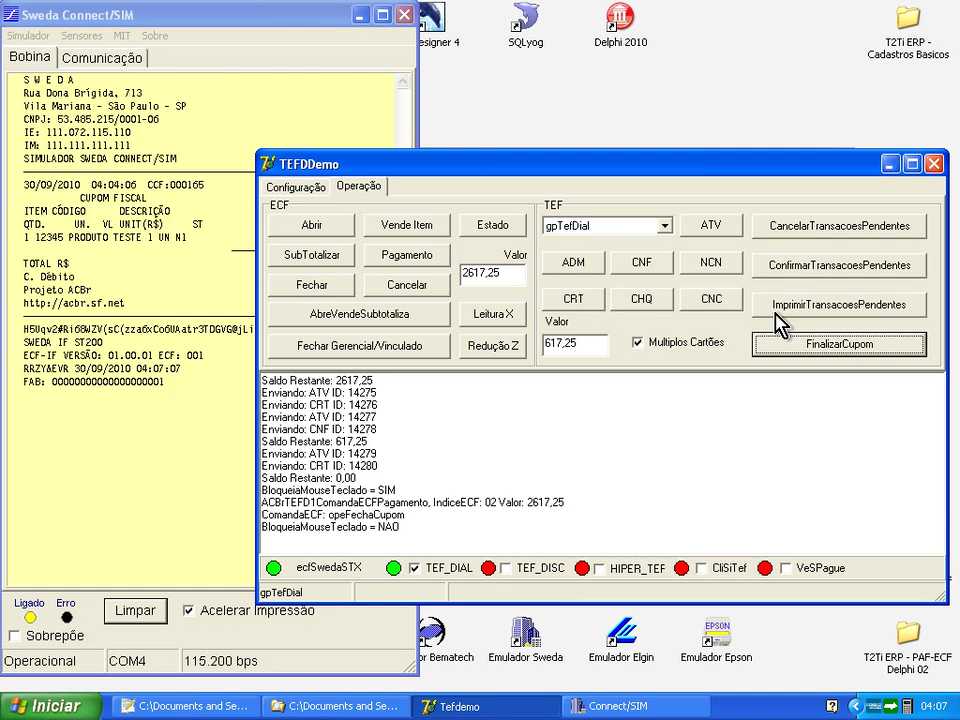 Sweda Connect/SIM
Simulador Sensores MIT Sobre
Bobina Comunicação
S W E D A
Rua Dona Brígida, 713
Vila Mariana - São Paulo - SP
CNPJ: 53.485.215/0001-06
IE: 111.072.115.110
IM: 111.111.111.111
SIMULADOR SWEDA CONNECT/SIM
30/09/2010 04:04:06 CCF:000165
CUPOM FISCAL
ITEM CÓDIGO DESCRIÇÃO
QTD. UN. VL UNIT(R$) ST
1 12345 PRODUTO TESTE 1 UN N1
TOTAL R$
C. Débito
Projeto ACBr
http://acbr.sf.net
SWEDA IF ST200
ECF-IF VERSÃO: 01.00.01 ECF: 001
RRZYΔEVR 30/09/2010 04:07:07
FAB: 00000000000000000001
Ligado Erro
Limpar
Acelerar Impressão
Sobrepõe
Operacional COM4 115.200 bps
esigner 4
SQLyog
Delphi 2010
T2Ti ERP -
Cadastros Basicos
TEFDDemo
Configuração Operação
ECF
Abrir Vende Item Estado
SubTotalizar Pagamento Valor
2617,25
Fechar Cancelar
AbreVendeSubtotaliza Leitura X
Fechar Gerencial/Vinculado Redução Z
TEF
gpTefDial ATV
ADM CNF NCN
CRT CHQ CNC
Valor
617,25 Multiplos Cartões
CancelarTransacoesPendentes
ConfirmarTransacoesPendentes
ImprimirTransacoesPendentes
FinalizarCupom
Saldo Restante: 2617,25
Enviando: ATV ID: 14275
Enviando: CRT ID: 14276
Enviando: ATV ID: 14277
Enviando: CNF ID: 14278
Saldo Restante: 617,25
Enviando: ATV ID: 14279
Enviando: CRT ID: 14280
Saldo Restante: 0,00
BloqueiaMouseTeclado = SIM
ACBrTEFD1ComandaECFPagamento, IndiceECF: 02 Valor: 2617,25
ComandaECF: opeFechaCupom
BloqueiaMouseTeclado = NAO
ecfSwedaSTX TEF_DIAL TEF_DISC HIPER_TEF CliSiTef VeSPague
gpTefDial
or Bematech
Emulador Sweda
Emulador Elgin
EPSON
Emulador Epson
T2Ti ERP - PAF-ECF
Delphi 02
Iniciar
C:\Documents and Se...
C:\Documents and Se...
Tefdemo
Connect/SIM
04:07